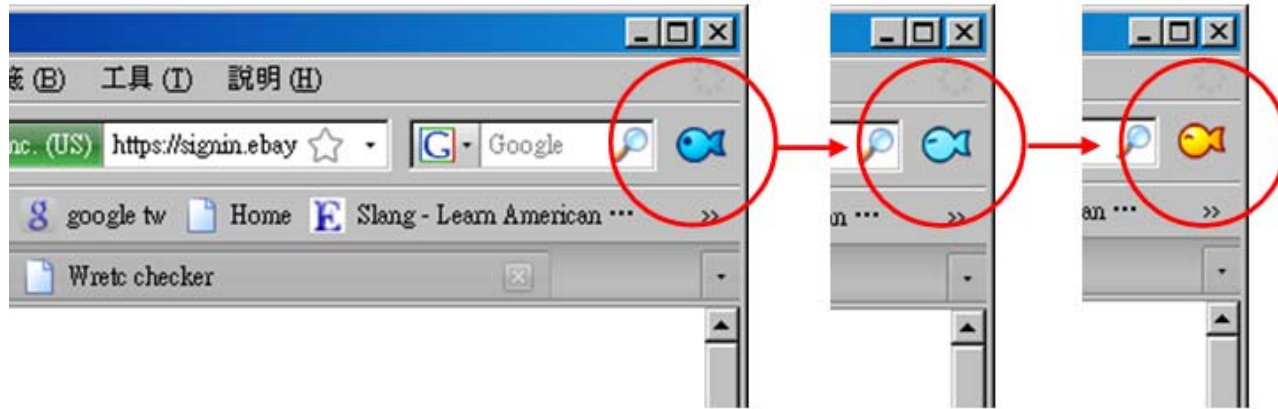 (B) 工具 (T) 說明 (H)
nc. (US) https://signin.ebay G Google
g google tw Home E Slang - Learn American ··· »
Wretc checker
an ··· »
an ··· »